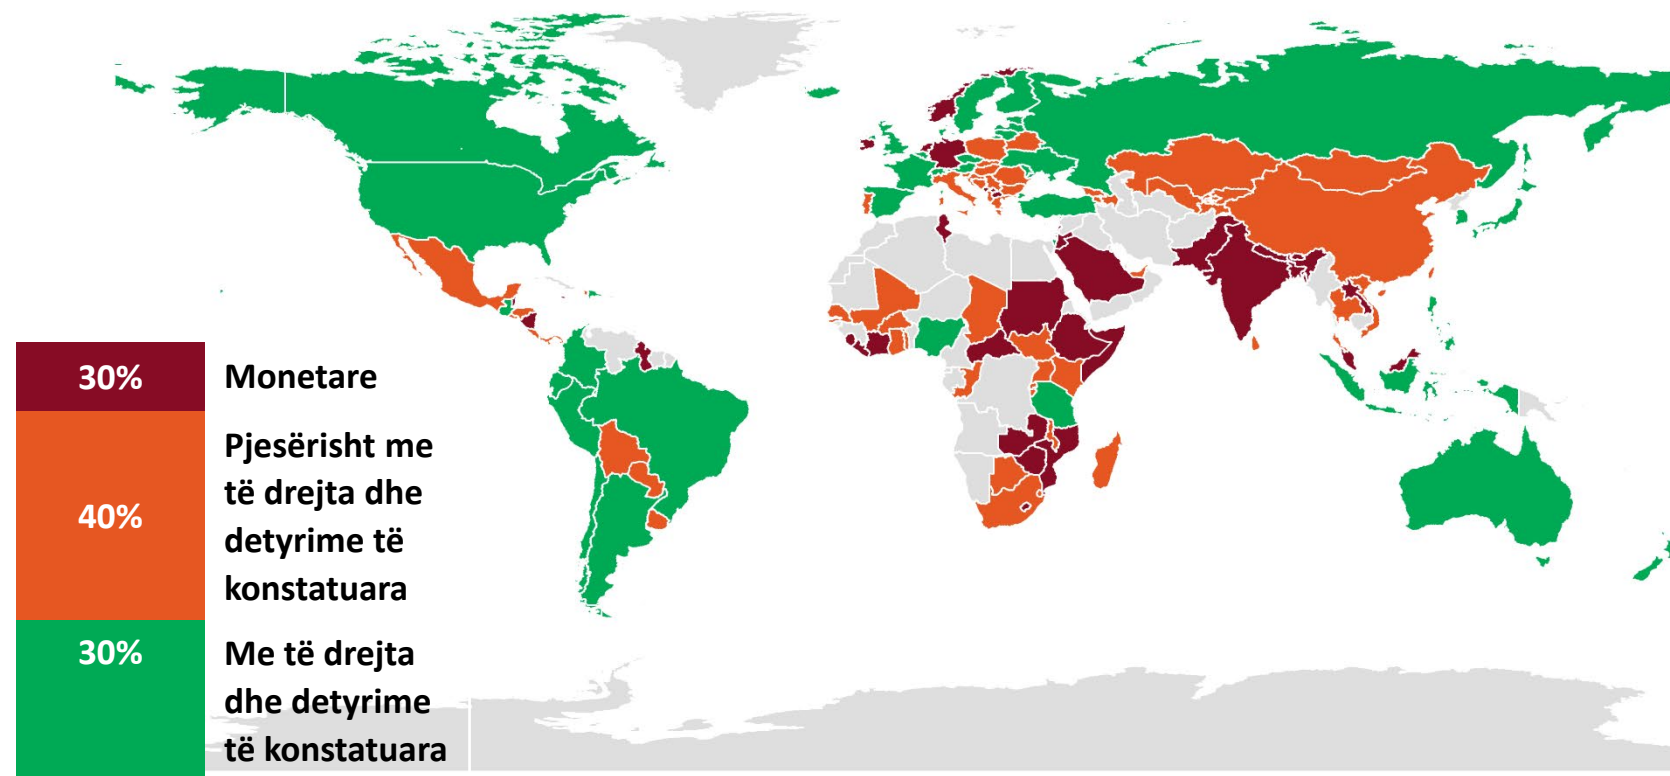 30% Monetare
40% Pjesërisht me
të drejta dhe
detyrime të
konstatuara
30% Me të drejta
dhe detyrime
të konstatuara